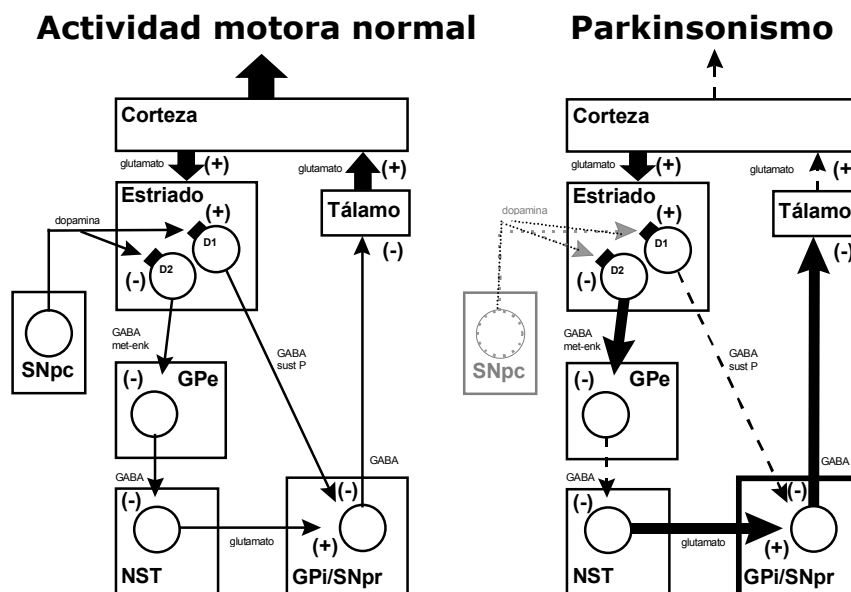 Actividad motora normal
Corteza
glutamato
(+)
glutamato
(+)
Estriado
(+)
Tálamo
dopamina
D1
D2
(-)
(-)
SNpc
GABA
met-enk
GABA
sust P
(-)
GPe
GABA
GABA
(-)
(-)
glutamato
(+)
NST
GPi/SNpr
Parkinsonismo
Corteza
glutamato
(+)
glutamato
(+)
Estriado
(+)
Tálamo
dopamina
D1
D2
(-)
(-)
SNpc
GABA
met-enk
GABA
sust P
(-)
GPe
GABA
GABA
(-)
(-)
glutamato
(+)
NST
GPi/SNpr